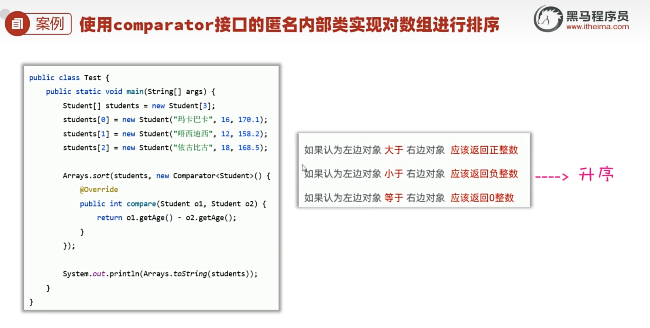 案例
使用comparator接口的匿名内部类实现对数组进行排序
黑马程序员
www.itheima.com
public class Test {
public static void main(String[] args) {
Student[] students = new Student[3];
students[0] = new Student("玛卡巴卡", 16, 170.1);
students[1] = new Student("唔西迪西", 12, 158.2);
students[2] = new Student("依古比古", 18, 168.5);
Arrays.sort(students, new Comparator<Student>() {
@Override
public int compare(Student o1, Student o2) {
return o1.getAge() - o2.getAge();
}
});
System.out.println(Arrays.toString(students));
}
}
如果认为左边对象 大于 右边对象 应该返回正整数
如果认为左边对象 小于 右边对象 应该返回负整数
如果认为左边对象 等于 右边对象 应该返回0整数
升序